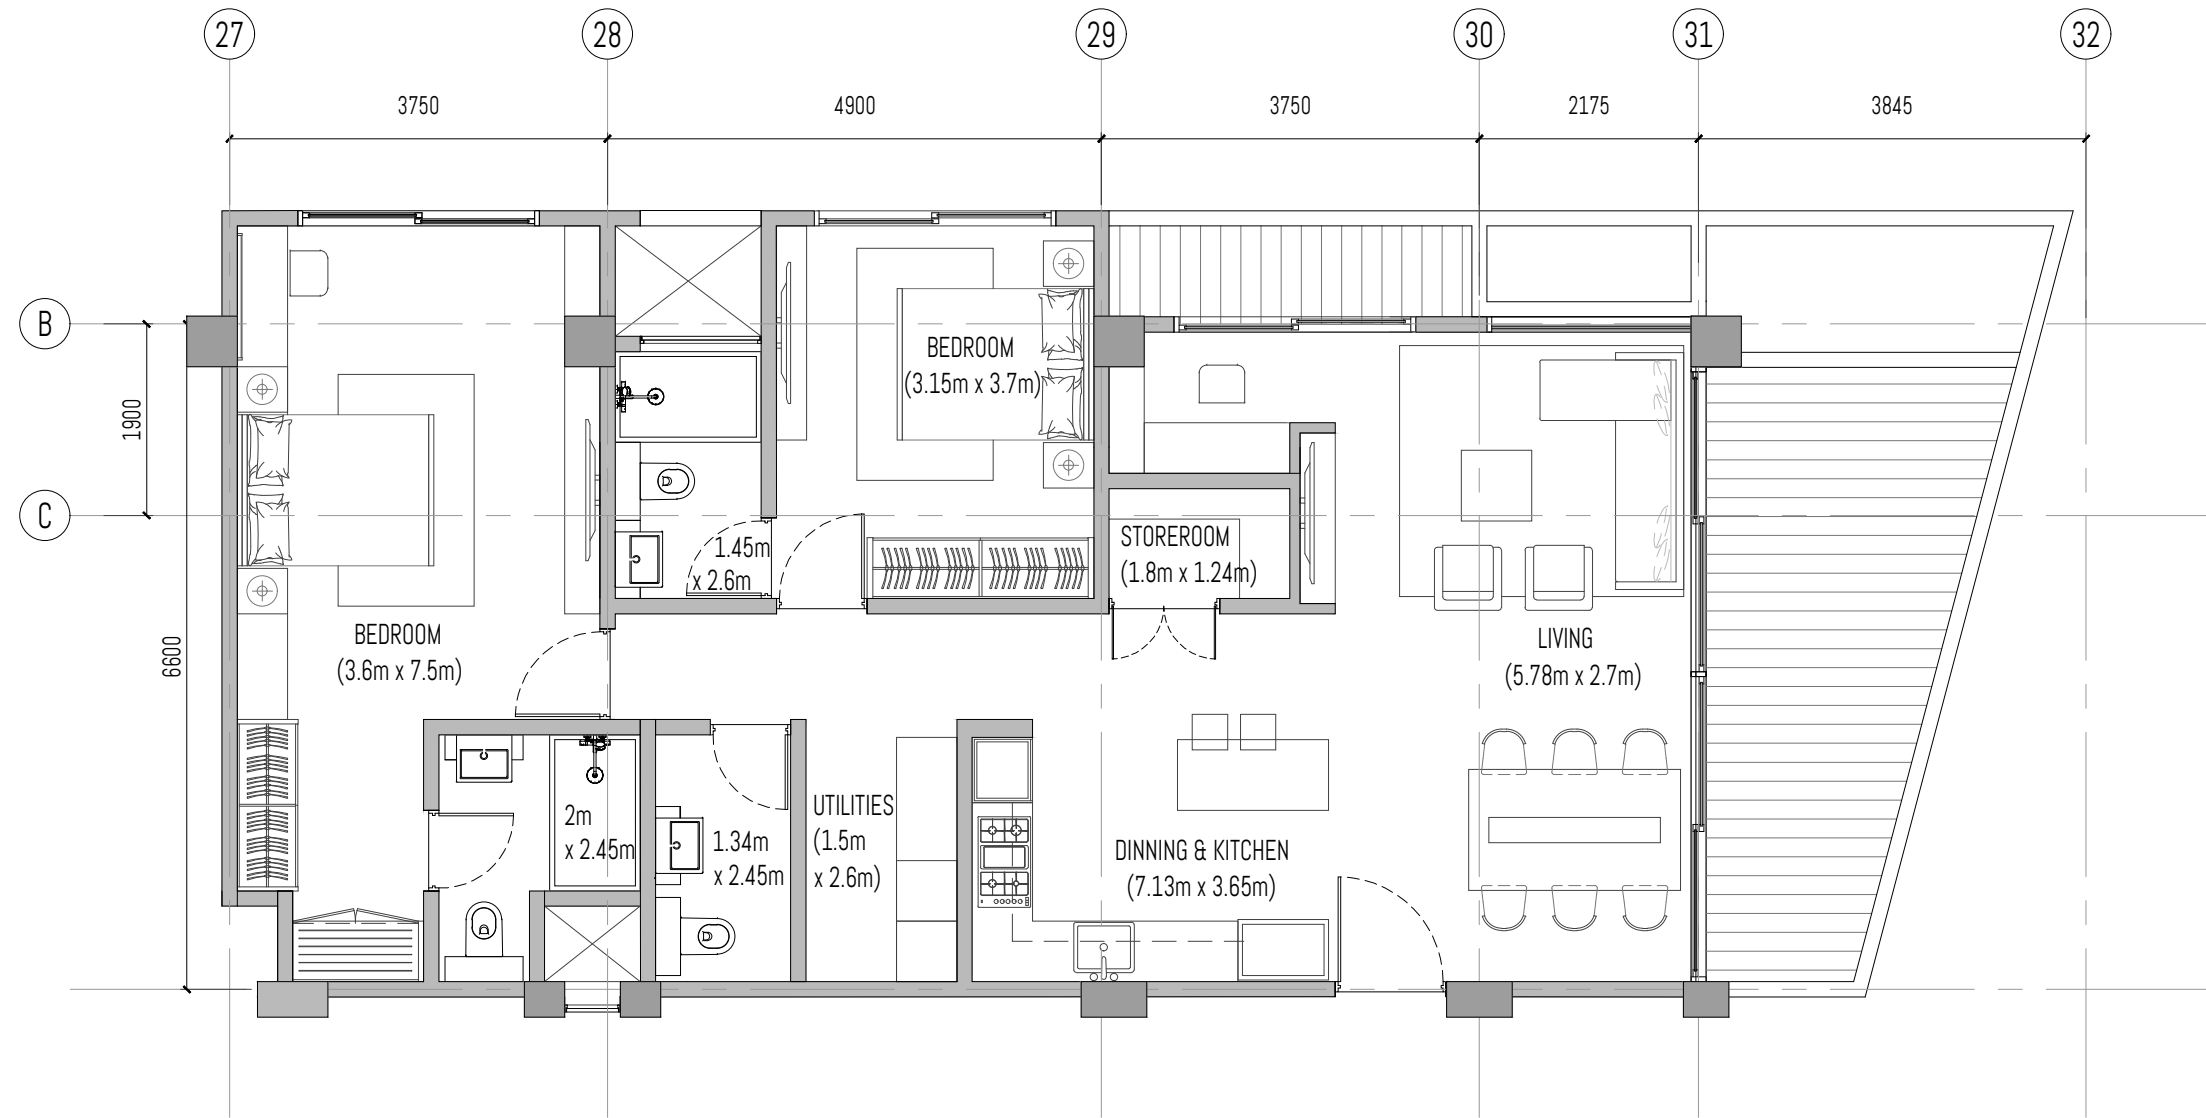 27 28 29 30 31 32
3750 4900 3750 2175 3845
B
1900
C
6600
BEDROOM
(3.15m x 3.7m)
STOREROOM
(1.8m x 1.24m)
1.45m
x 2.6m
BEDROOM
(3.6m x 7.5m)
LIVING
(5.78m x 2.7m)
2m
x 2.45m
1.34m
x 2.45m
UTILITIES
(1.5m
x 2.6m)
DINNING & KITCHEN
(7.13m x 3.65m)